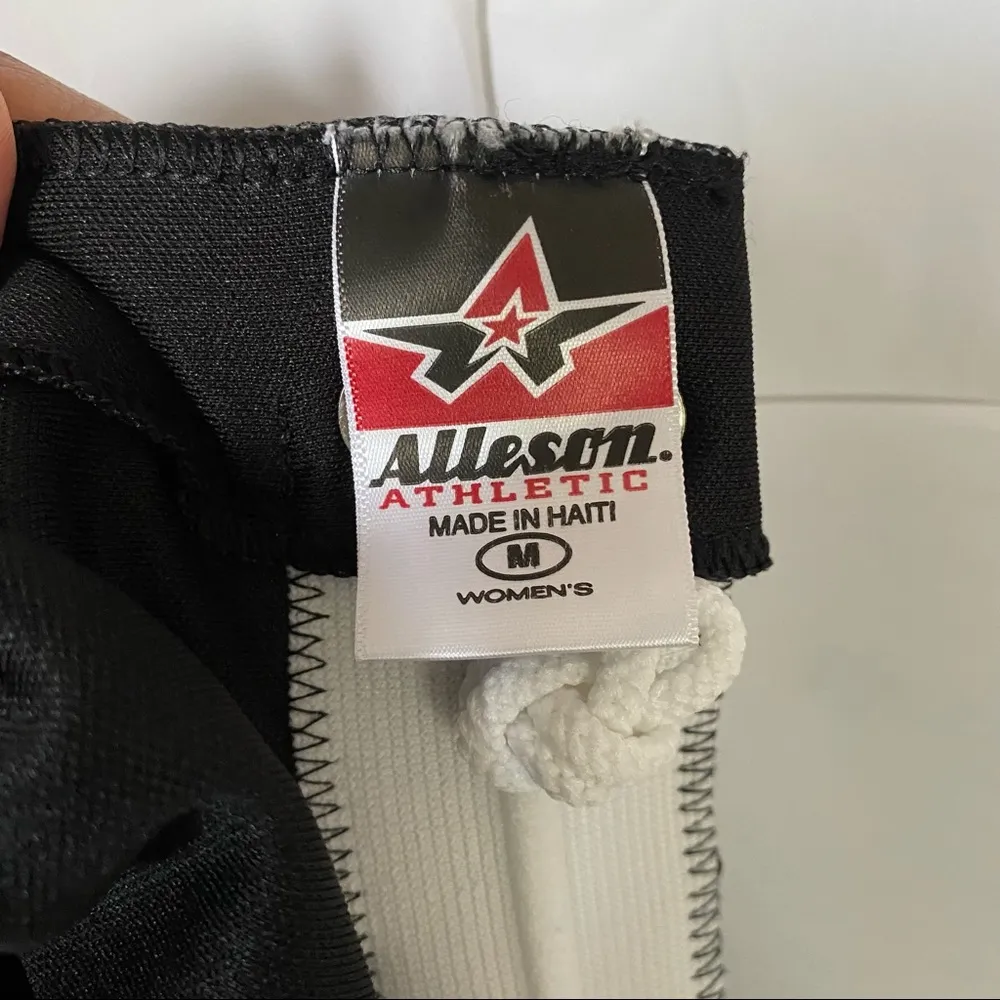 Alleson.
ATHLETIC
MADE IN HAITI
M
WOMEN'S